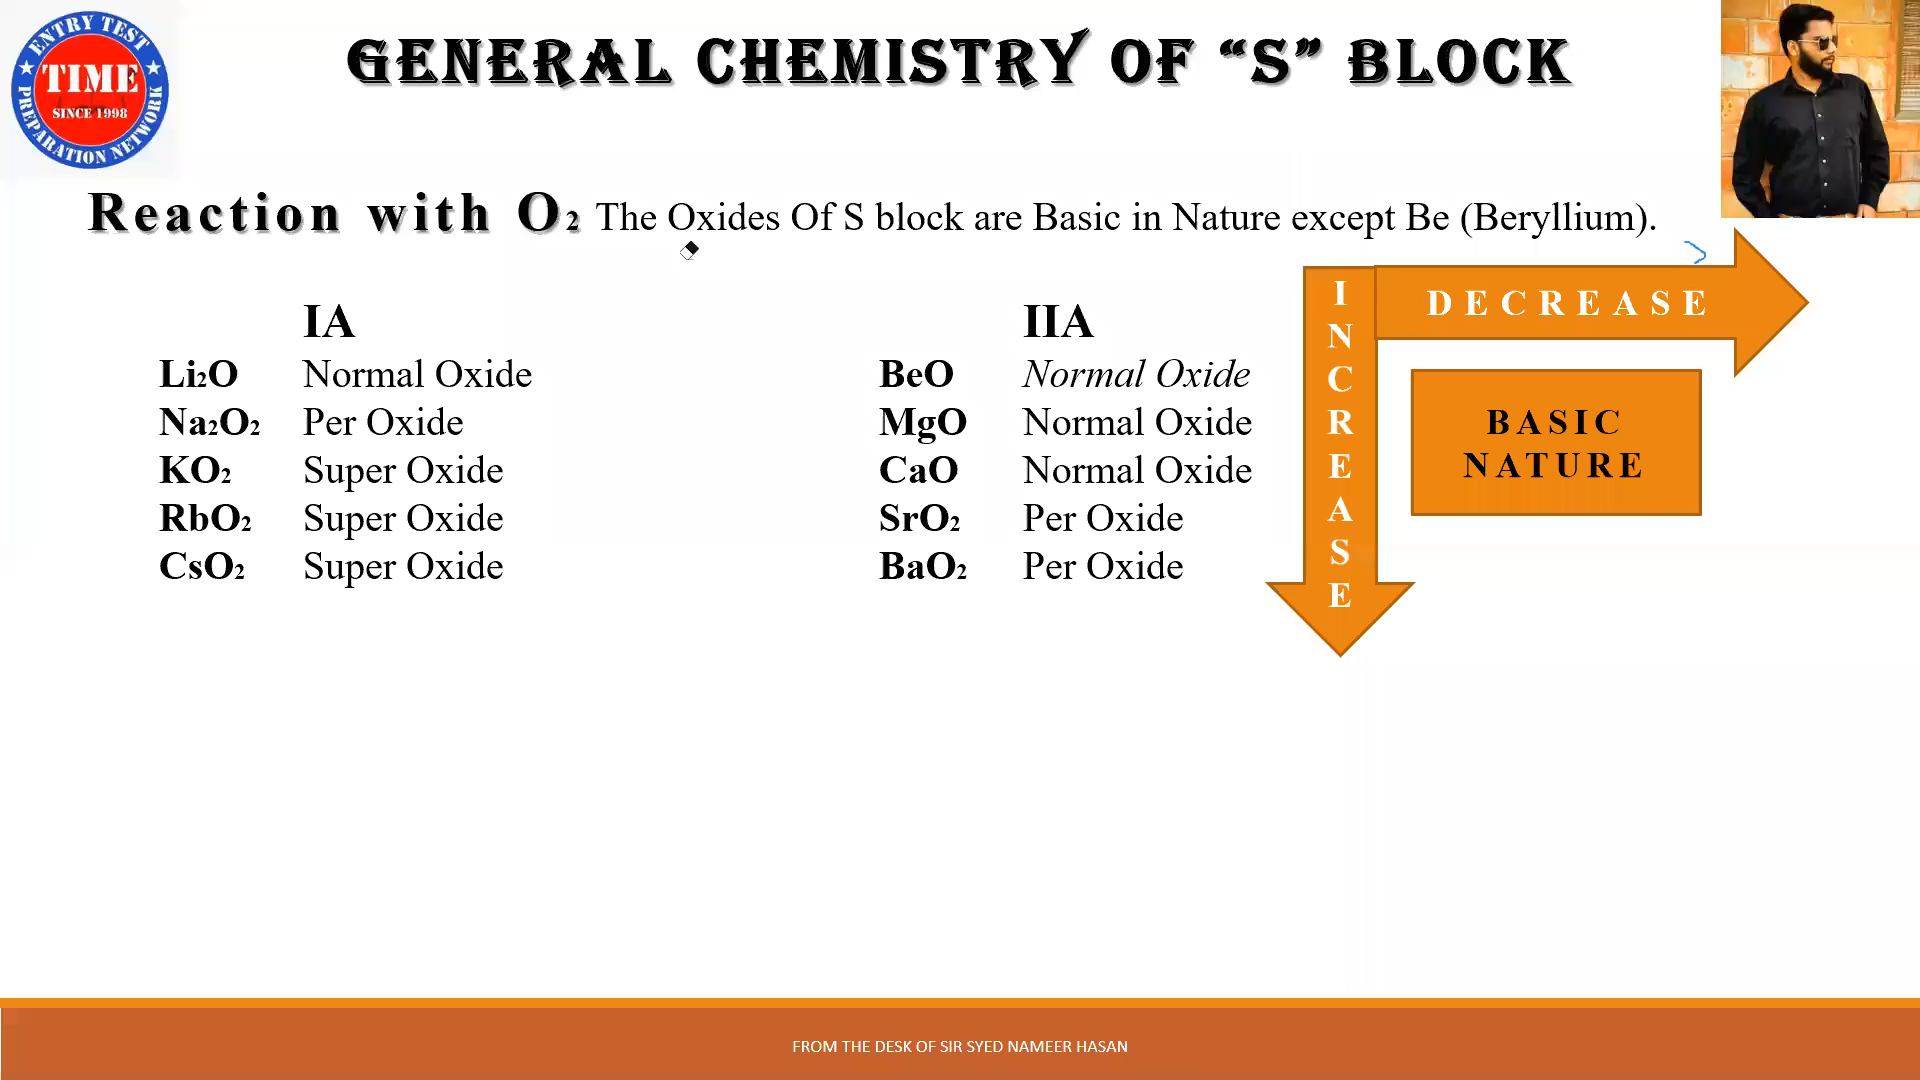 ENTRY TEST
TIME
SINCE 1998
PREPARATION NETWORK
GENERAL CHEMISTRY OF “S” BLOCK
Reaction with O₂ The Oxides Of S block are Basic in Nature except Be (Beryllium).
IA
Li₂O Normal Oxide
Na₂O₂ Per Oxide
KO₂ Super Oxide
RbO₂ Super Oxide
CsO₂ Super Oxide
IIA
BeO Normal Oxide
MgO Normal Oxide
CaO Normal Oxide
SrO₂ Per Oxide
BaO₂ Per Oxide
INCREASE
DECREASE
BASIC
NATURE
FROM THE DESK OF SIR SYED NAMEER HASAN